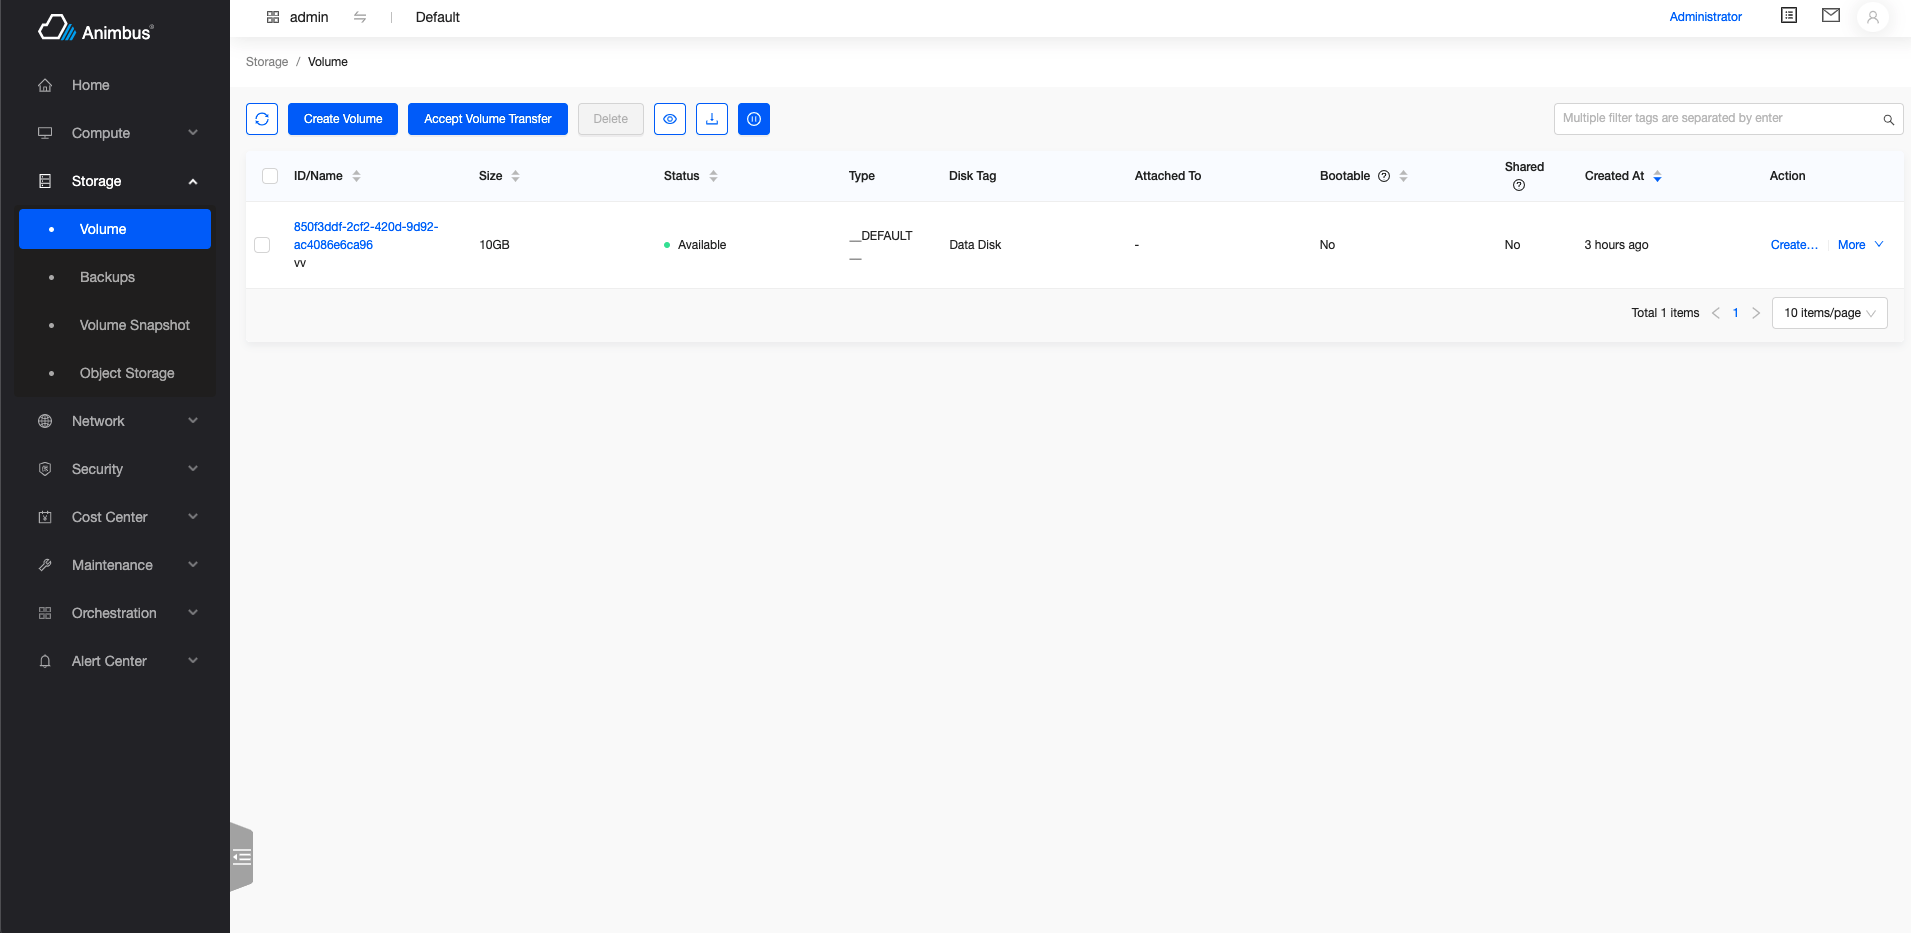 Animbus®
admin
Default
Administrator
Home
Compute
Storage
Volume
Backups
Volume Snapshot
Object Storage
Network
Security
Cost Center
Maintenance
Orchestration
Alert Center
Storage / Volume
Create Volume
Accept Volume Transfer
Delete
Multiple filter tags are separated by enter
ID/Name
Size
Status
Type
Disk Tag
Attached To
Bootable
Shared
Created At
Action
850f3ddf-2cf2-420d-9d92-
ac4086e6ca96
vv
10GB
Available
__DEFAULT
__
Data Disk
-
No
No
3 hours ago
Create...
More
Total 1 items
1
10 items/page